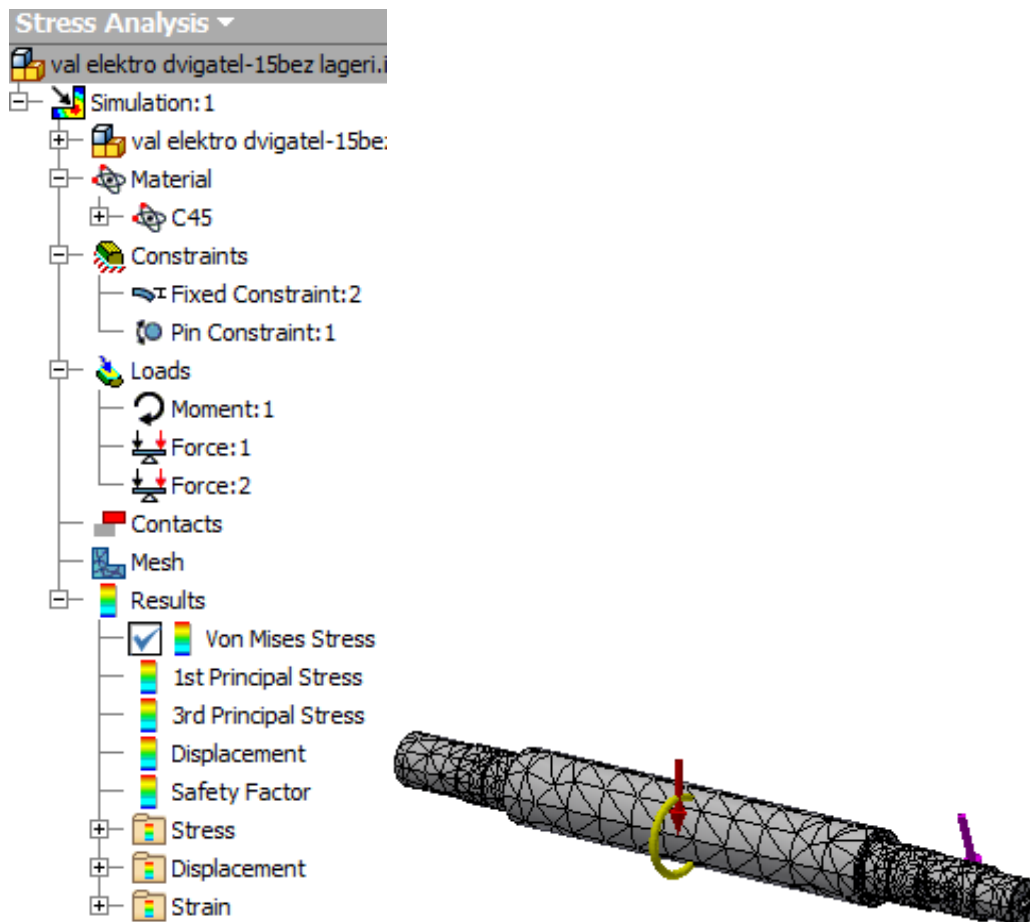 Stress Analysis
val elektro dvigatel-15bez lageri.i
Simulation:1
val elektro dvigatel-15be
Material
C45
Constraints
Fixed Constraint:2
Pin Constraint:1
Loads
Moment:1
Force:1
Force:2
Contacts
Mesh
Results
Von Mises Stress
1st Principal Stress
3rd Principal Stress
Displacement
Safety Factor
Stress
Displacement
Strain